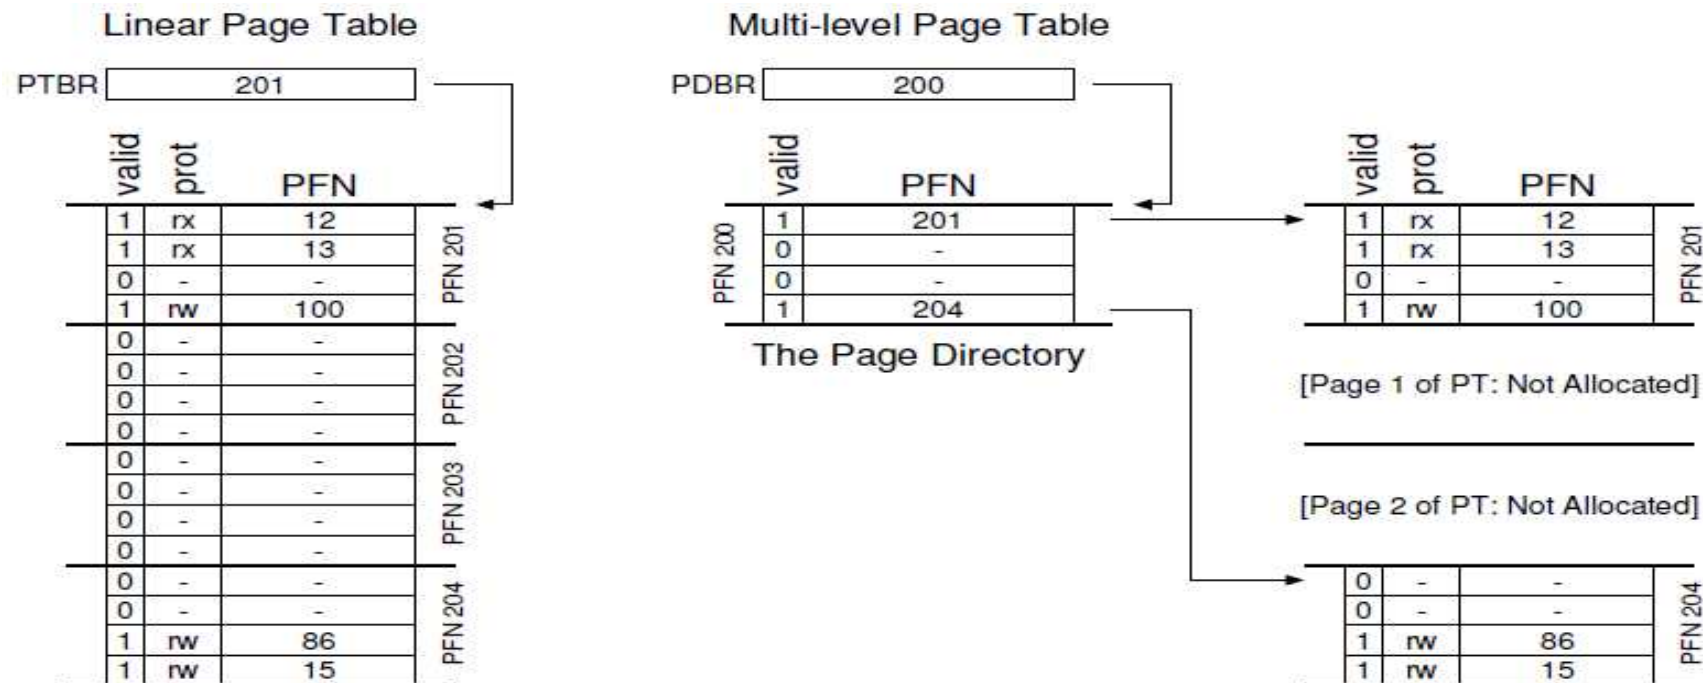 Linear Page Table
PTBR 201
valid prot PFN
1 rx 12
1 rx 13
0 - -
1 rw 100
PFN 201
0 - -
0 - -
0 - -
0 - -
PFN 202
0 - -
0 - -
0 - -
0 - -
PFN 203
0 - -
0 - -
1 rw 86
1 rw 15
PFN 204
Multi-level Page Table
PDBR 200
valid PFN
PFN 200
1 201
0 -
0 -
1 204
The Page Directory
valid prot PFN
1 rx 12
1 rx 13
0 - -
1 rw 100
PFN 201
[Page 1 of PT: Not Allocated]
[Page 2 of PT: Not Allocated]
0 - -
0 - -
1 rw 86
1 rw 15
PFN 204